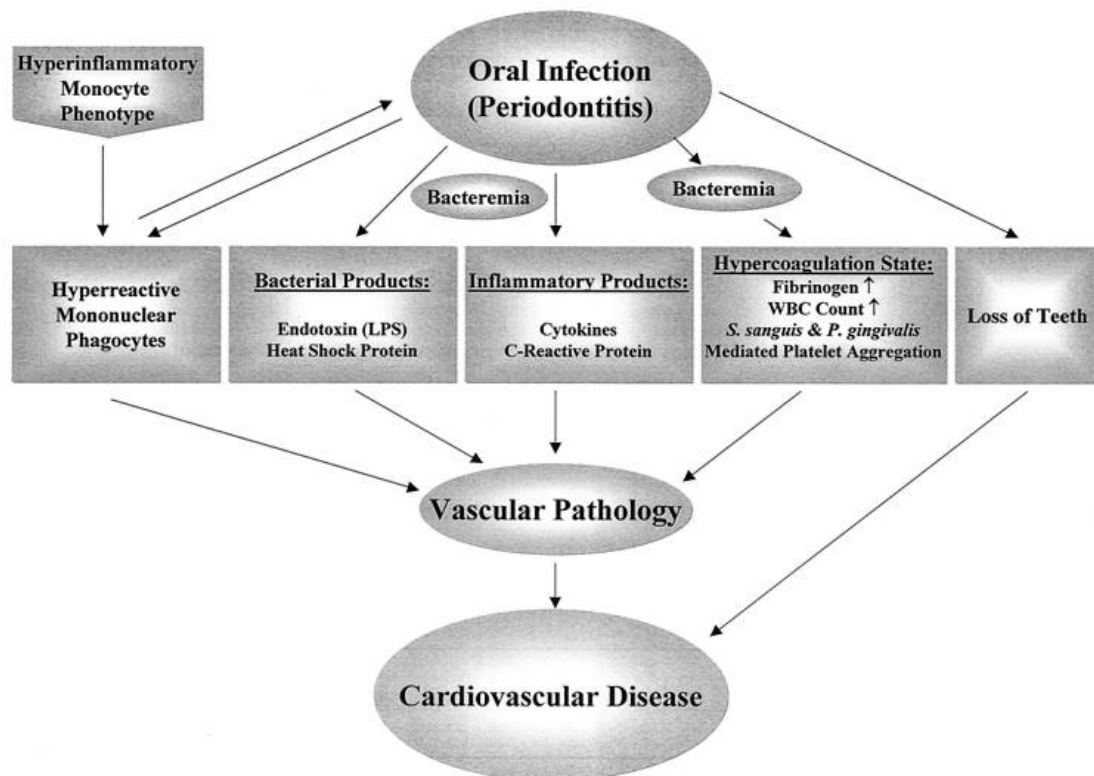 Hyperinflammatory
Monocyte
Phenotype
Oral Infection
(Periodontitis)
Bacteremia
Bacteremia
Hyperreactive
Mononuclear
Phagocytes
Bacterial Products:
Endotoxin (LPS)
Heat Shock Protein
Inflammatory Products:
Cytokines
C-Reactive Protein
Hypercoagulation State:
Fibrinogen ↑
WBC Count ↑
S. sanguis & P. gingivalis
Mediated Platelet Aggregation
Loss of Teeth
Vascular Pathology
Cardiovascular Disease